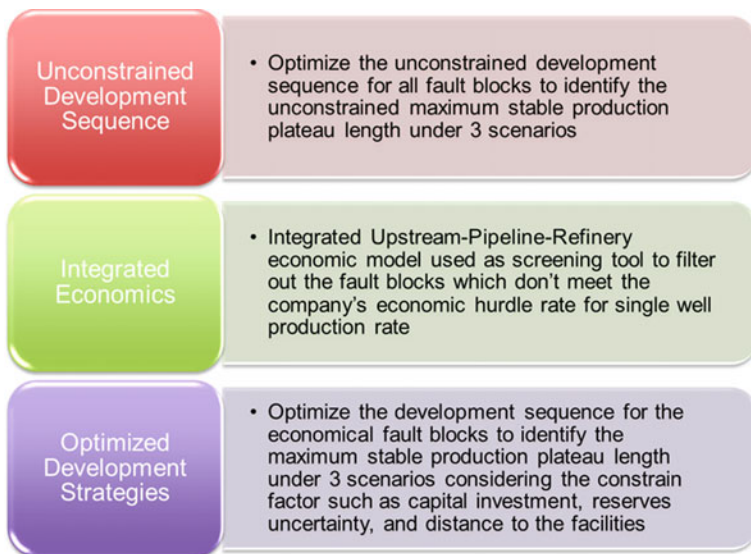 Unconstrained
Development
Sequence
• Optimize the unconstrained development
sequence for all fault blocks to identify the
unconstrained maximum stable production
plateau length under 3 scenarios
Integrated
Economics
• Integrated Upstream-Pipeline-Refinery
economic model used as screening tool to filter
out the fault blocks which don't meet the
company's economic hurdle rate for single well
production rate
Optimized
Development
Strategies
• Optimize the development sequence for the
economical fault blocks to identify the
maximum stable production plateau length
under 3 scenarios considering the constrain
factor such as capital investment, reserves
uncertainty, and distance to the facilities